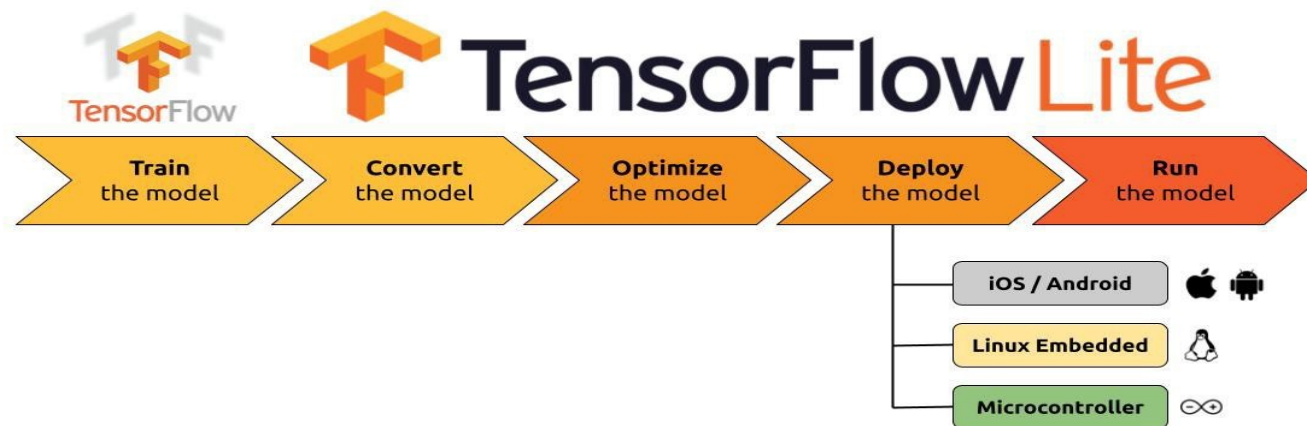 TensorFlow
TensorFlow Lite
Train
the model
Convert
the model
Optimize
the model
Deploy
the model
Run
the model
iOS / Android
Linux Embedded
Microcontroller